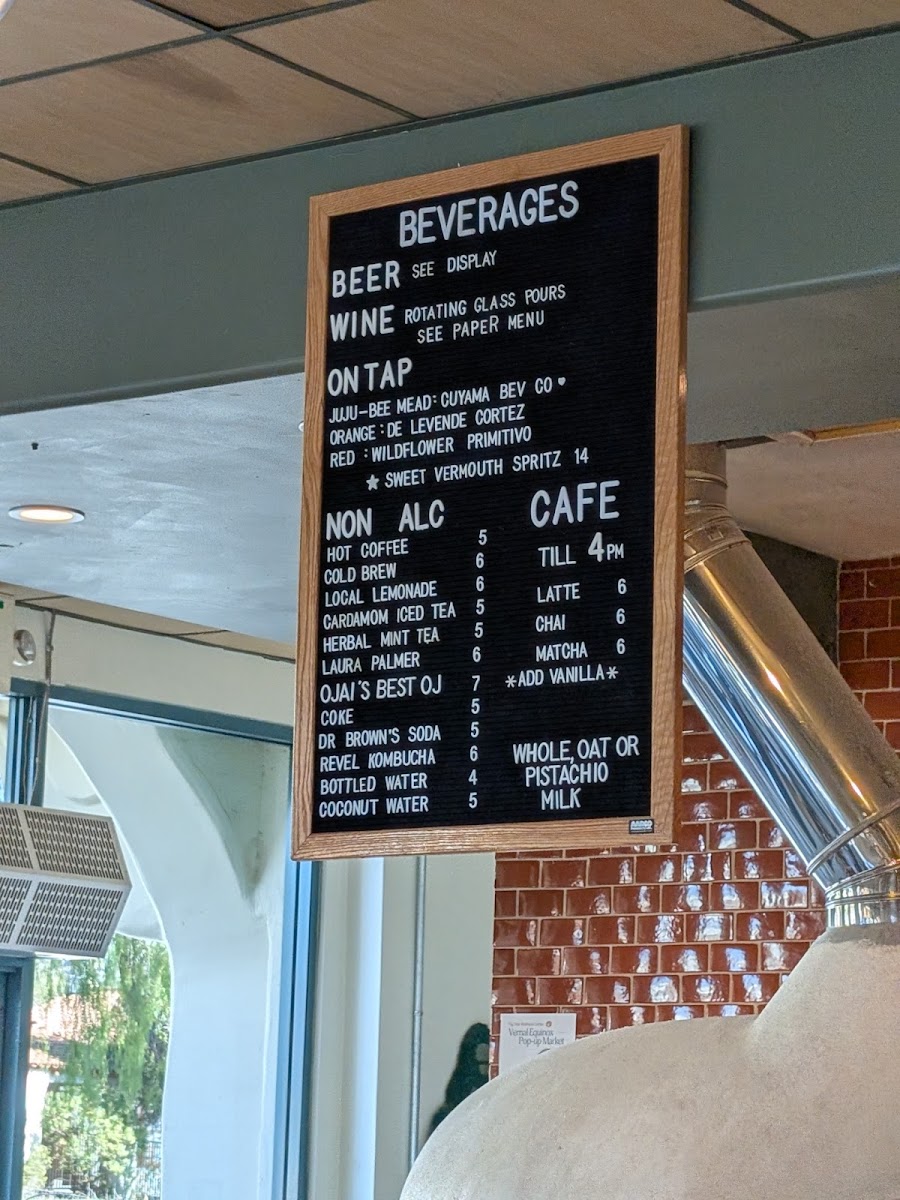 BEVERAGES
BEER SEE DISPLAY
WINE ROTATING GLASS POURS
SEE PAPER MENU
ON TAP
JUJU-BEE MEAD: CUYAMA BEV CO ♥
ORANGE: DE LEVENDE CORTEZ
RED : WILDFLOWER PRIMITIVO
★ SWEET VERMOUTH SPRITZ 14
NON ALC
HOT COFFEE 5
COLD BREW 6
LOCAL LEMONADE 6
CARDAMOM ICED TEA 5
HERBAL MINT TEA 5
LAURA PALMER 6
OJAI'S BEST OJ 7
COKE 5
DR BROWN'S SODA 5
REVEL KOMBUCHA 6
BOTTLED WATER 4
COCONUT WATER 5
CAFE
TILL 4PM
LATTE 6
CHAI 6
MATCHA 6
*ADD VANILLA*
WHOLE, OAT OR
PISTACHIO
MILK
Vernal Equinox
Pop-up Market